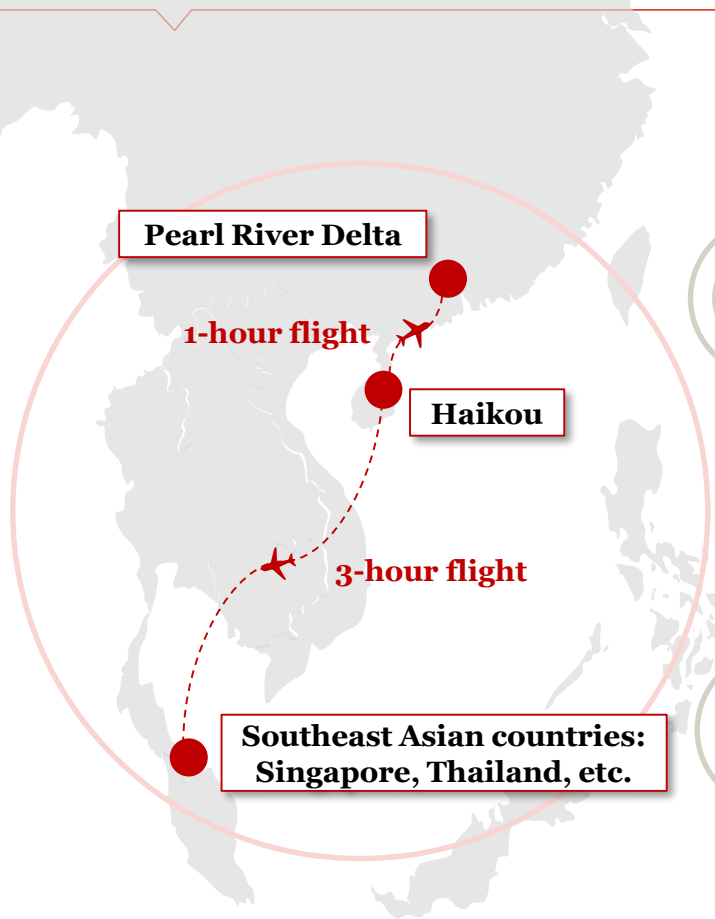 Pearl River Delta
1-hour flight
Haikou
3-hour flight
Southeast Asian countries:
Singapore, Thailand, etc.